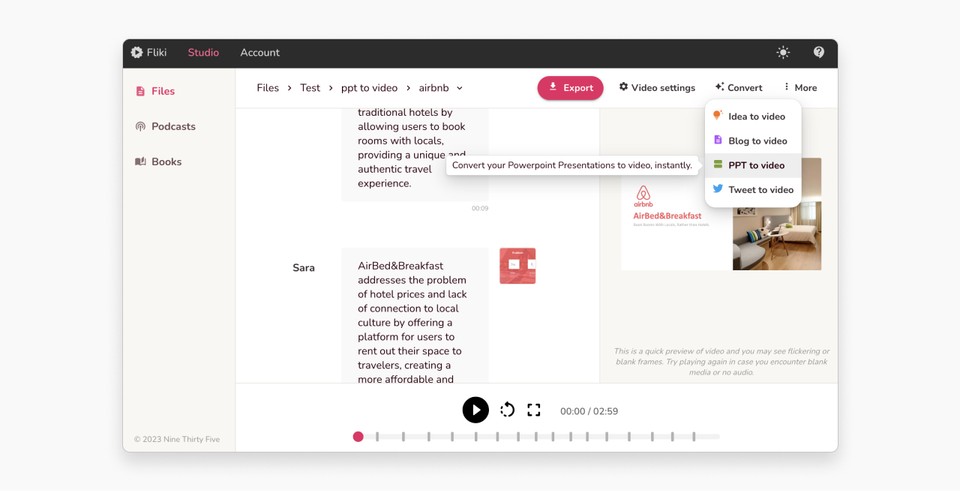 Fliki
Studio
Account
Files
Podcasts
Books
© 2023 Nine Thirty Five
Files > Test > ppt to video > airbnb
Export
Video settings
Convert
More
Idea to video
Blog to video
PPT to video
Tweet to video
Convert your Powerpoint Presentations to video, instantly.
traditional hotels by
allowing users to book
rooms with locals,
providing a unique and
authentic travel
experience.
00:09
Sara
AirBed&Breakfast
addresses the problem
of hotel prices and lack
of connection to local
culture by offering a
platform for users to
rent out their space to
travelers, creating a
more affordable and
airbnb
AirBed&Breakfast
This is a quick preview of video and you may see flickering or
blank frames. Try playing again in case you encounter blank
media or no audio.
00:00 / 02:59